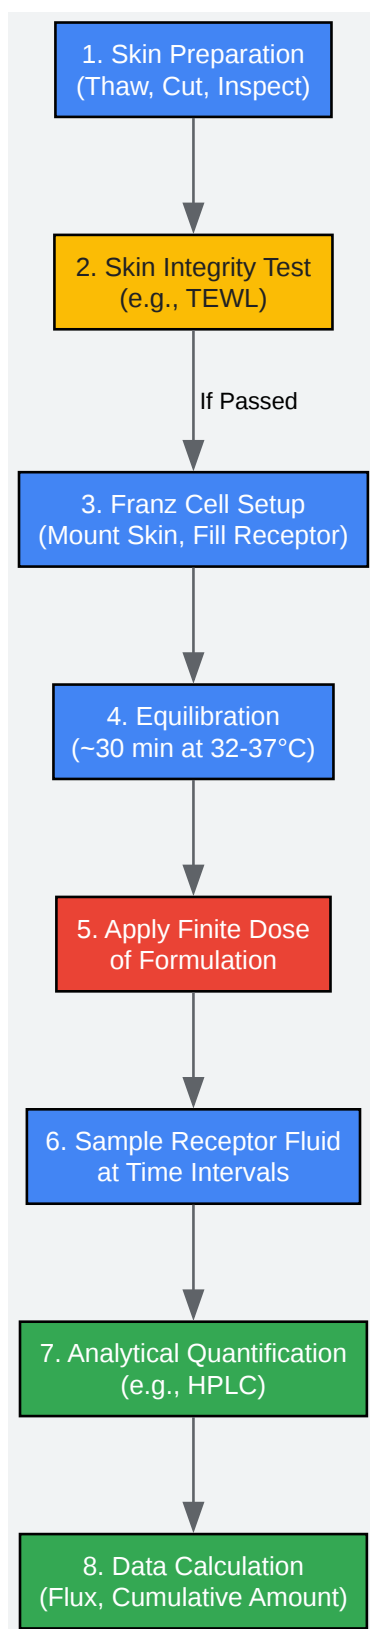 1. Skin Preparation
(Thaw, Cut, Inspect)
2. Skin Integrity Test
(e.g., TEWL)
If Passed
3. Franz Cell Setup
(Mount Skin, Fill Receptor)
4. Equilibration
(~30 min at 32-37°C)
5. Apply Finite Dose
of Formulation
6. Sample Receptor Fluid
at Time Intervals
7. Analytical Quantification
(e.g., HPLC)
8. Data Calculation
(Flux, Cumulative Amount)